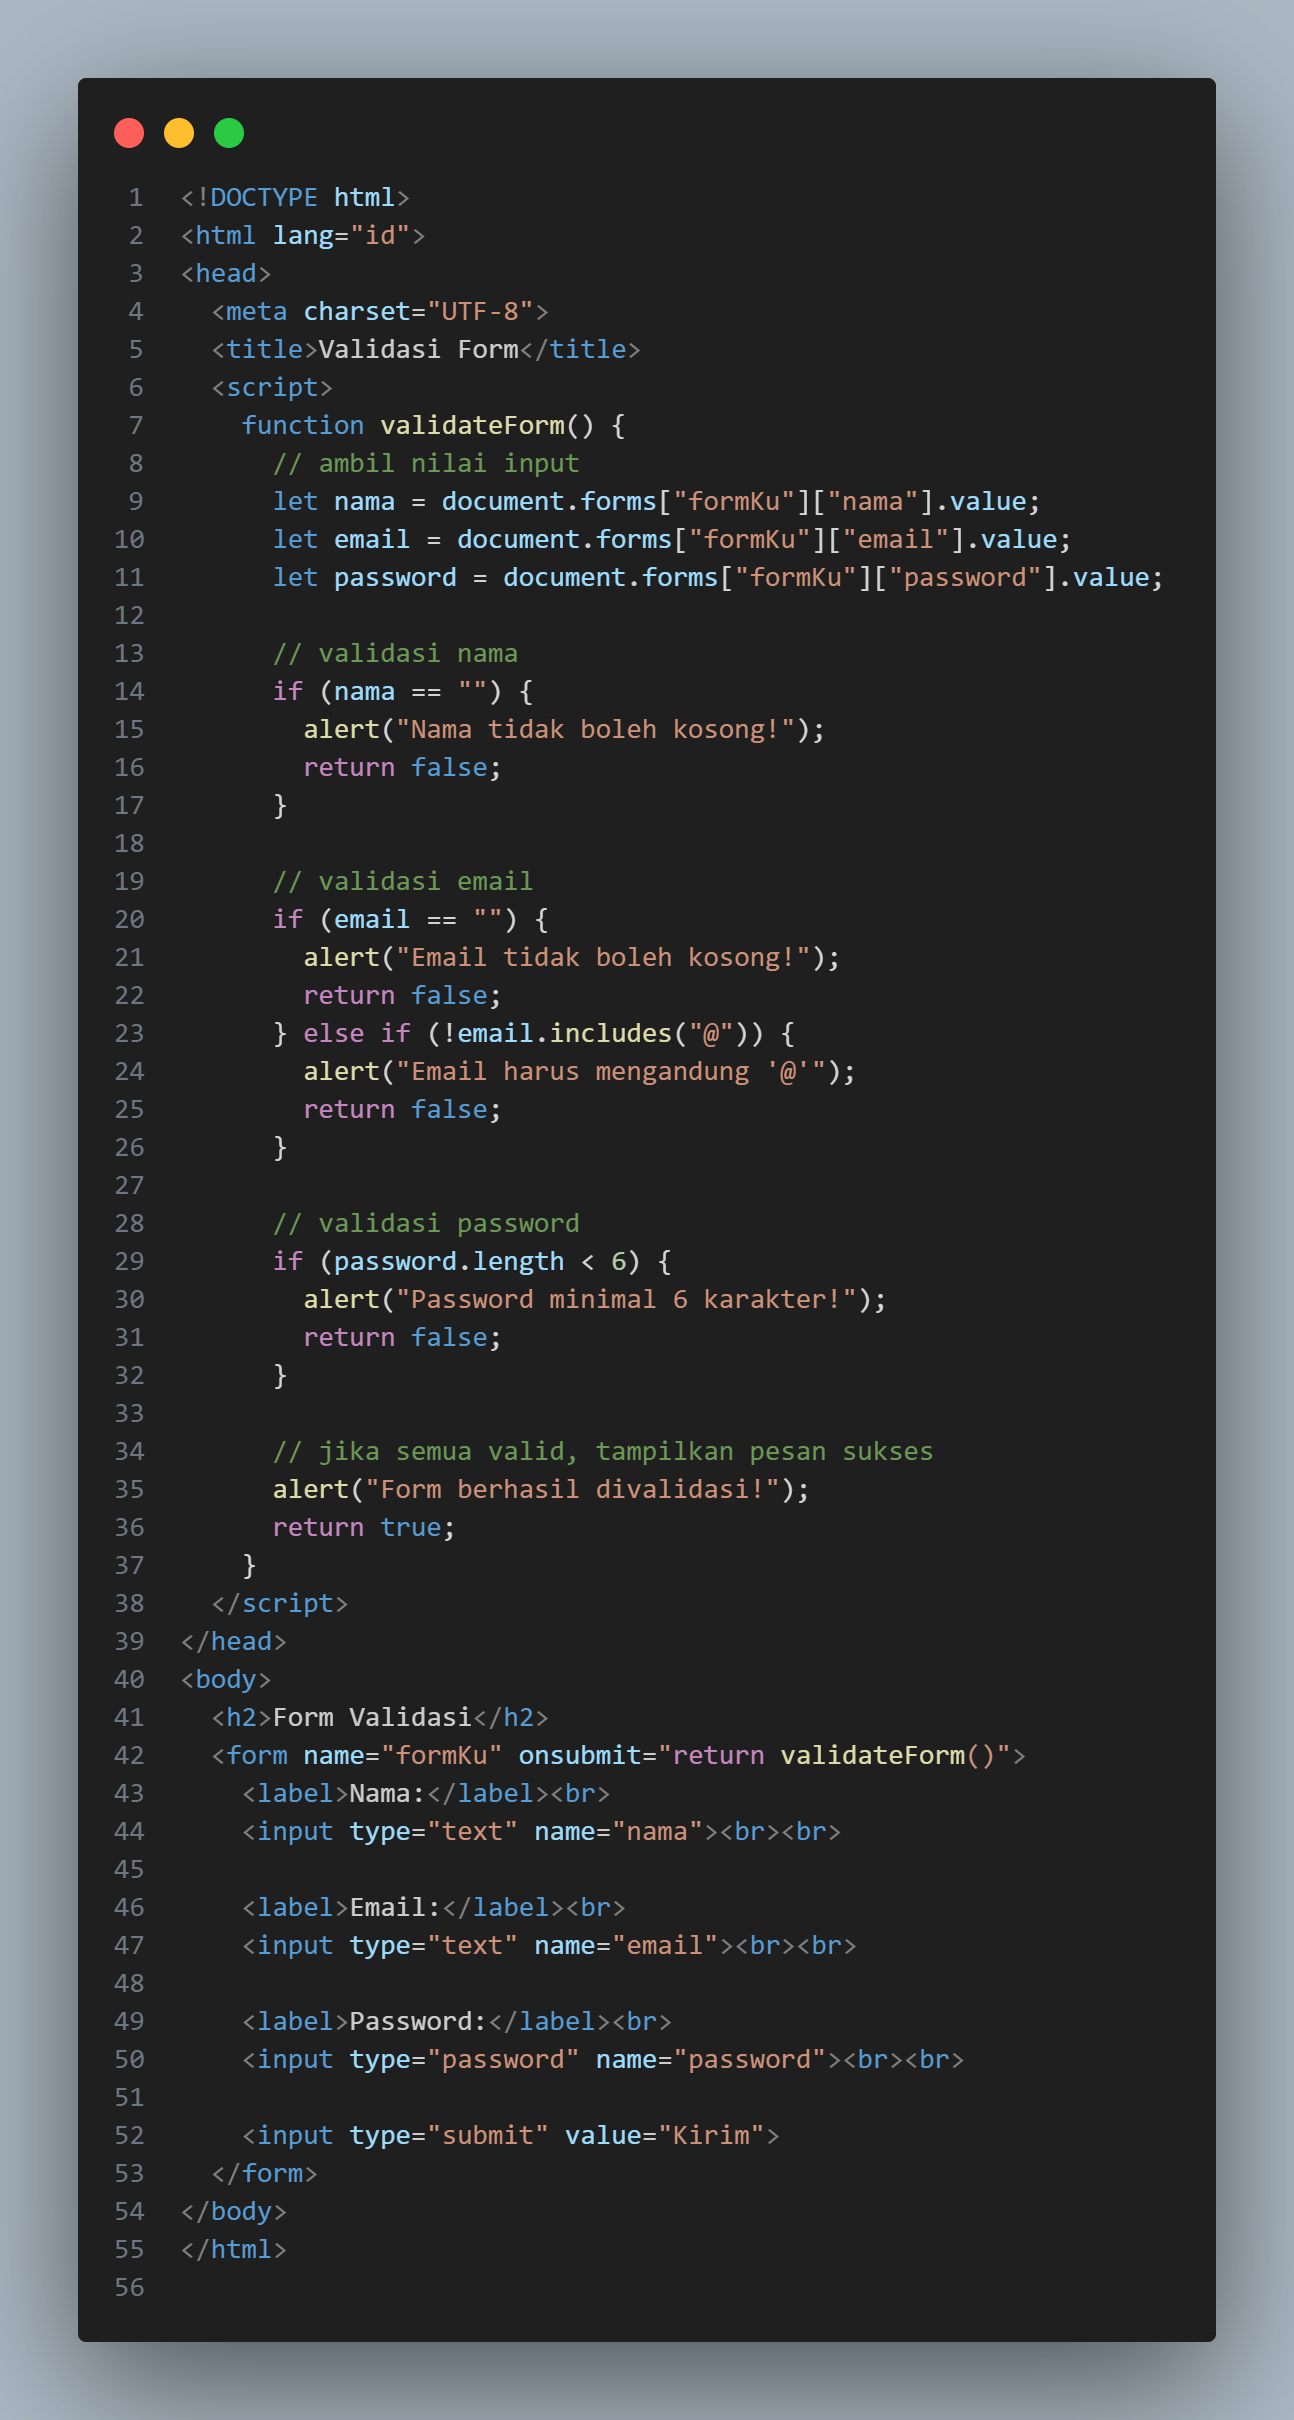 1 <!DOCTYPE html>
2 <html lang="id">
3 <head>
4   <meta charset="UTF-8">
5   <title>Validasi Form</title>
6   <script>
7     function validateForm() {
8       // ambil nilai input
9       let nama = document.forms["formKu"]["nama"].value;
10       let email = document.forms["formKu"]["email"].value;
11       let password = document.forms["formKu"]["password"].value;
12
13       // validasi nama
14       if (nama == "") {
15         alert("Nama tidak boleh kosong!");
16         return false;
17       }
18
19       // validasi email
20       if (email == "") {
21         alert("Email tidak boleh kosong!");
22         return false;
23       } else if (!email.includes("@")) {
24         alert("Email harus mengandung '@'");
25         return false;
26       }
27
28       // validasi password
29       if (password.length < 6) {
30         alert("Password minimal 6 karakter!");
31         return false;
32       }
33
34       // jika semua valid, tampilkan pesan sukses
35       alert("Form berhasil divalidasi!");
36       return true;
37     }
38   </script>
39 </head>
40 <body>
41   <h2>Form Validasi</h2>
42   <form name="formKu" onsubmit="return validateForm()">
43     <label>Nama:</label><br>
44     <input type="text" name="nama"><br><br>
45
46     <label>Email:</label><br>
47     <input type="text" name="email"><br><br>
48
49     <label>Password:</label><br>
50     <input type="password" name="password"><br><br>
51
52     <input type="submit" value="Kirim">
53   </form>
54 </body>
55 </html>
56